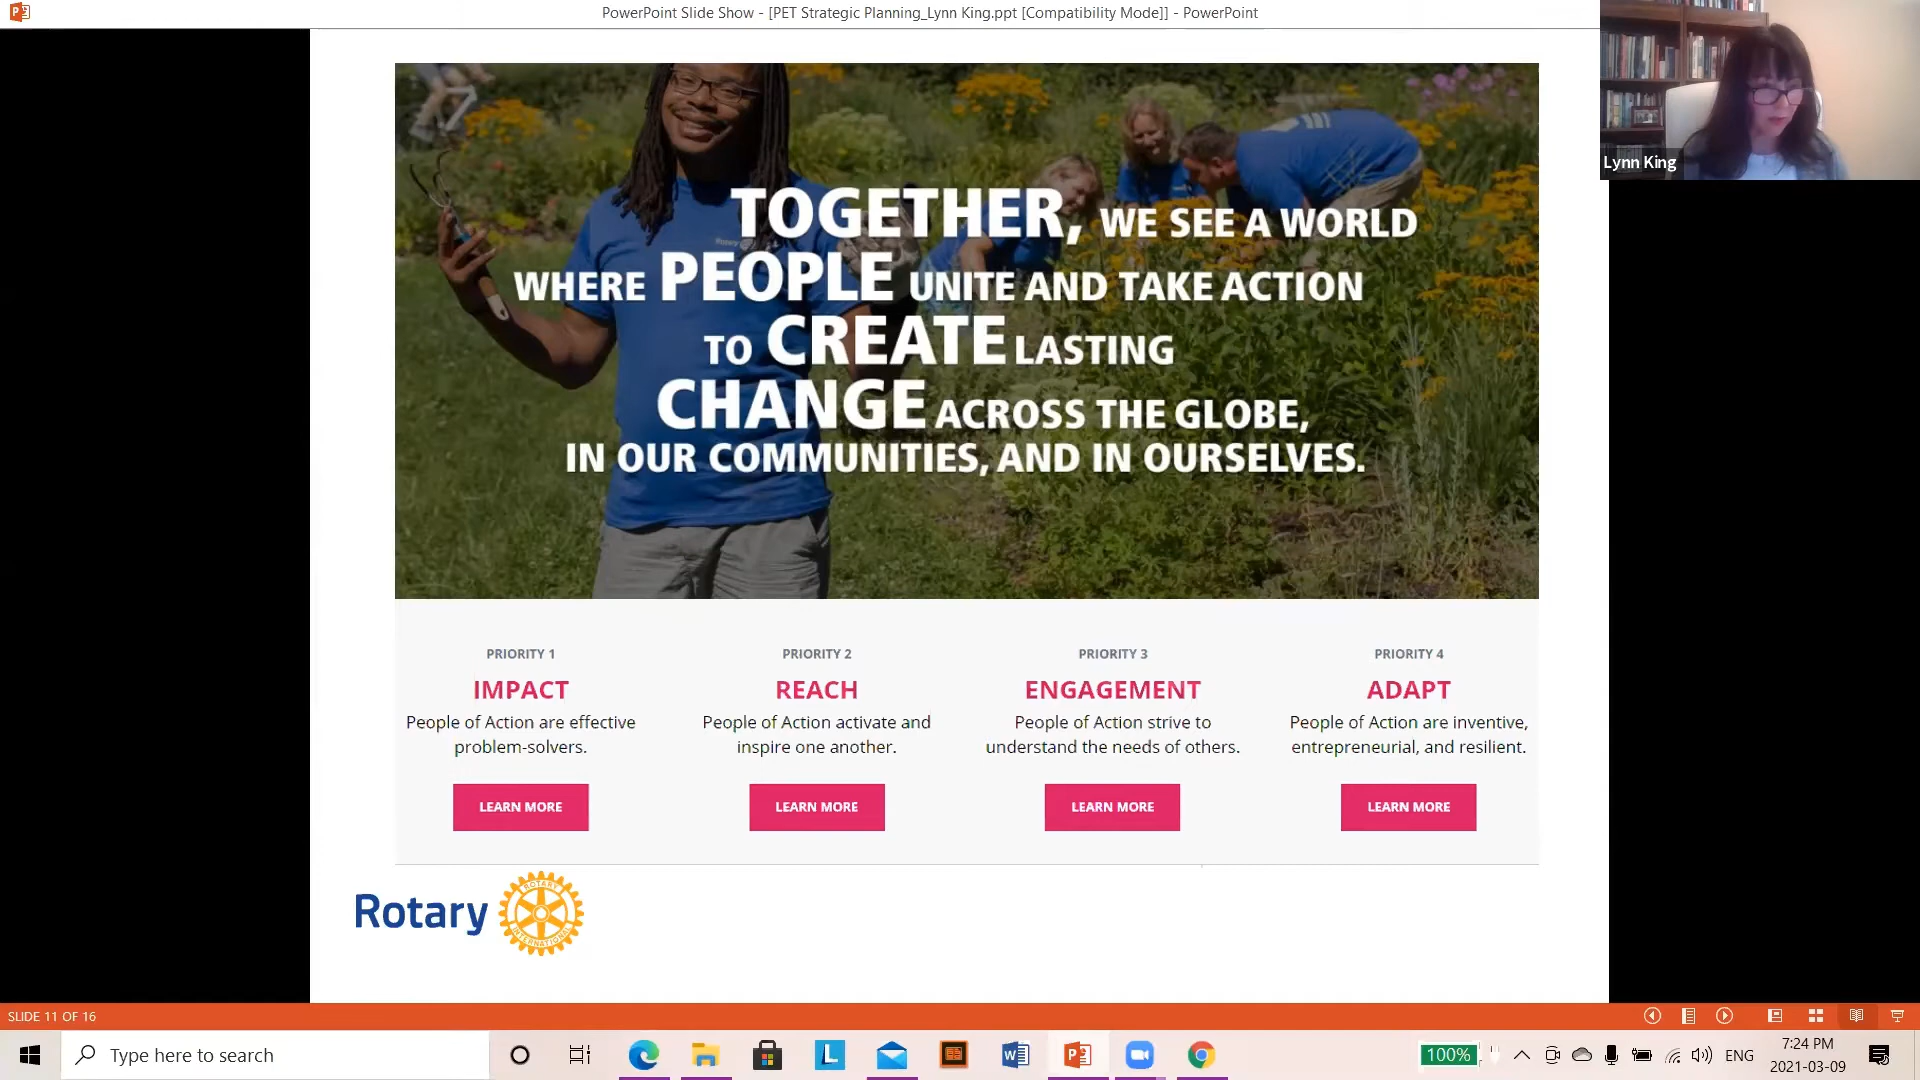 PowerPoint Slide Show - [PET Strategic Planning_Lynn King.ppt [Compatibility Mode]] - PowerPoint
Lynn King
TOGETHER, WE SEE A WORLD
WHERE PEOPLE UNITE AND TAKE ACTION
TO CREATE LASTING
CHANGE ACROSS THE GLOBE,
IN OUR COMMUNITIES, AND IN OURSELVES.
PRIORITY 1
IMPACT
People of Action are effective
problem-solvers.
LEARN MORE
PRIORITY 2
REACH
People of Action activate and
inspire one another.
LEARN MORE
PRIORITY 3
ENGAGEMENT
People of Action strive to
understand the needs of others.
LEARN MORE
PRIORITY 4
ADAPT
People of Action are inventive,
entrepreneurial, and resilient.
LEARN MORE
Rotary
ROTARY
INTERNATIONAL
SLIDE 11 OF 16
Type here to search
100%
ENG
7:24 PM
2021-03-09